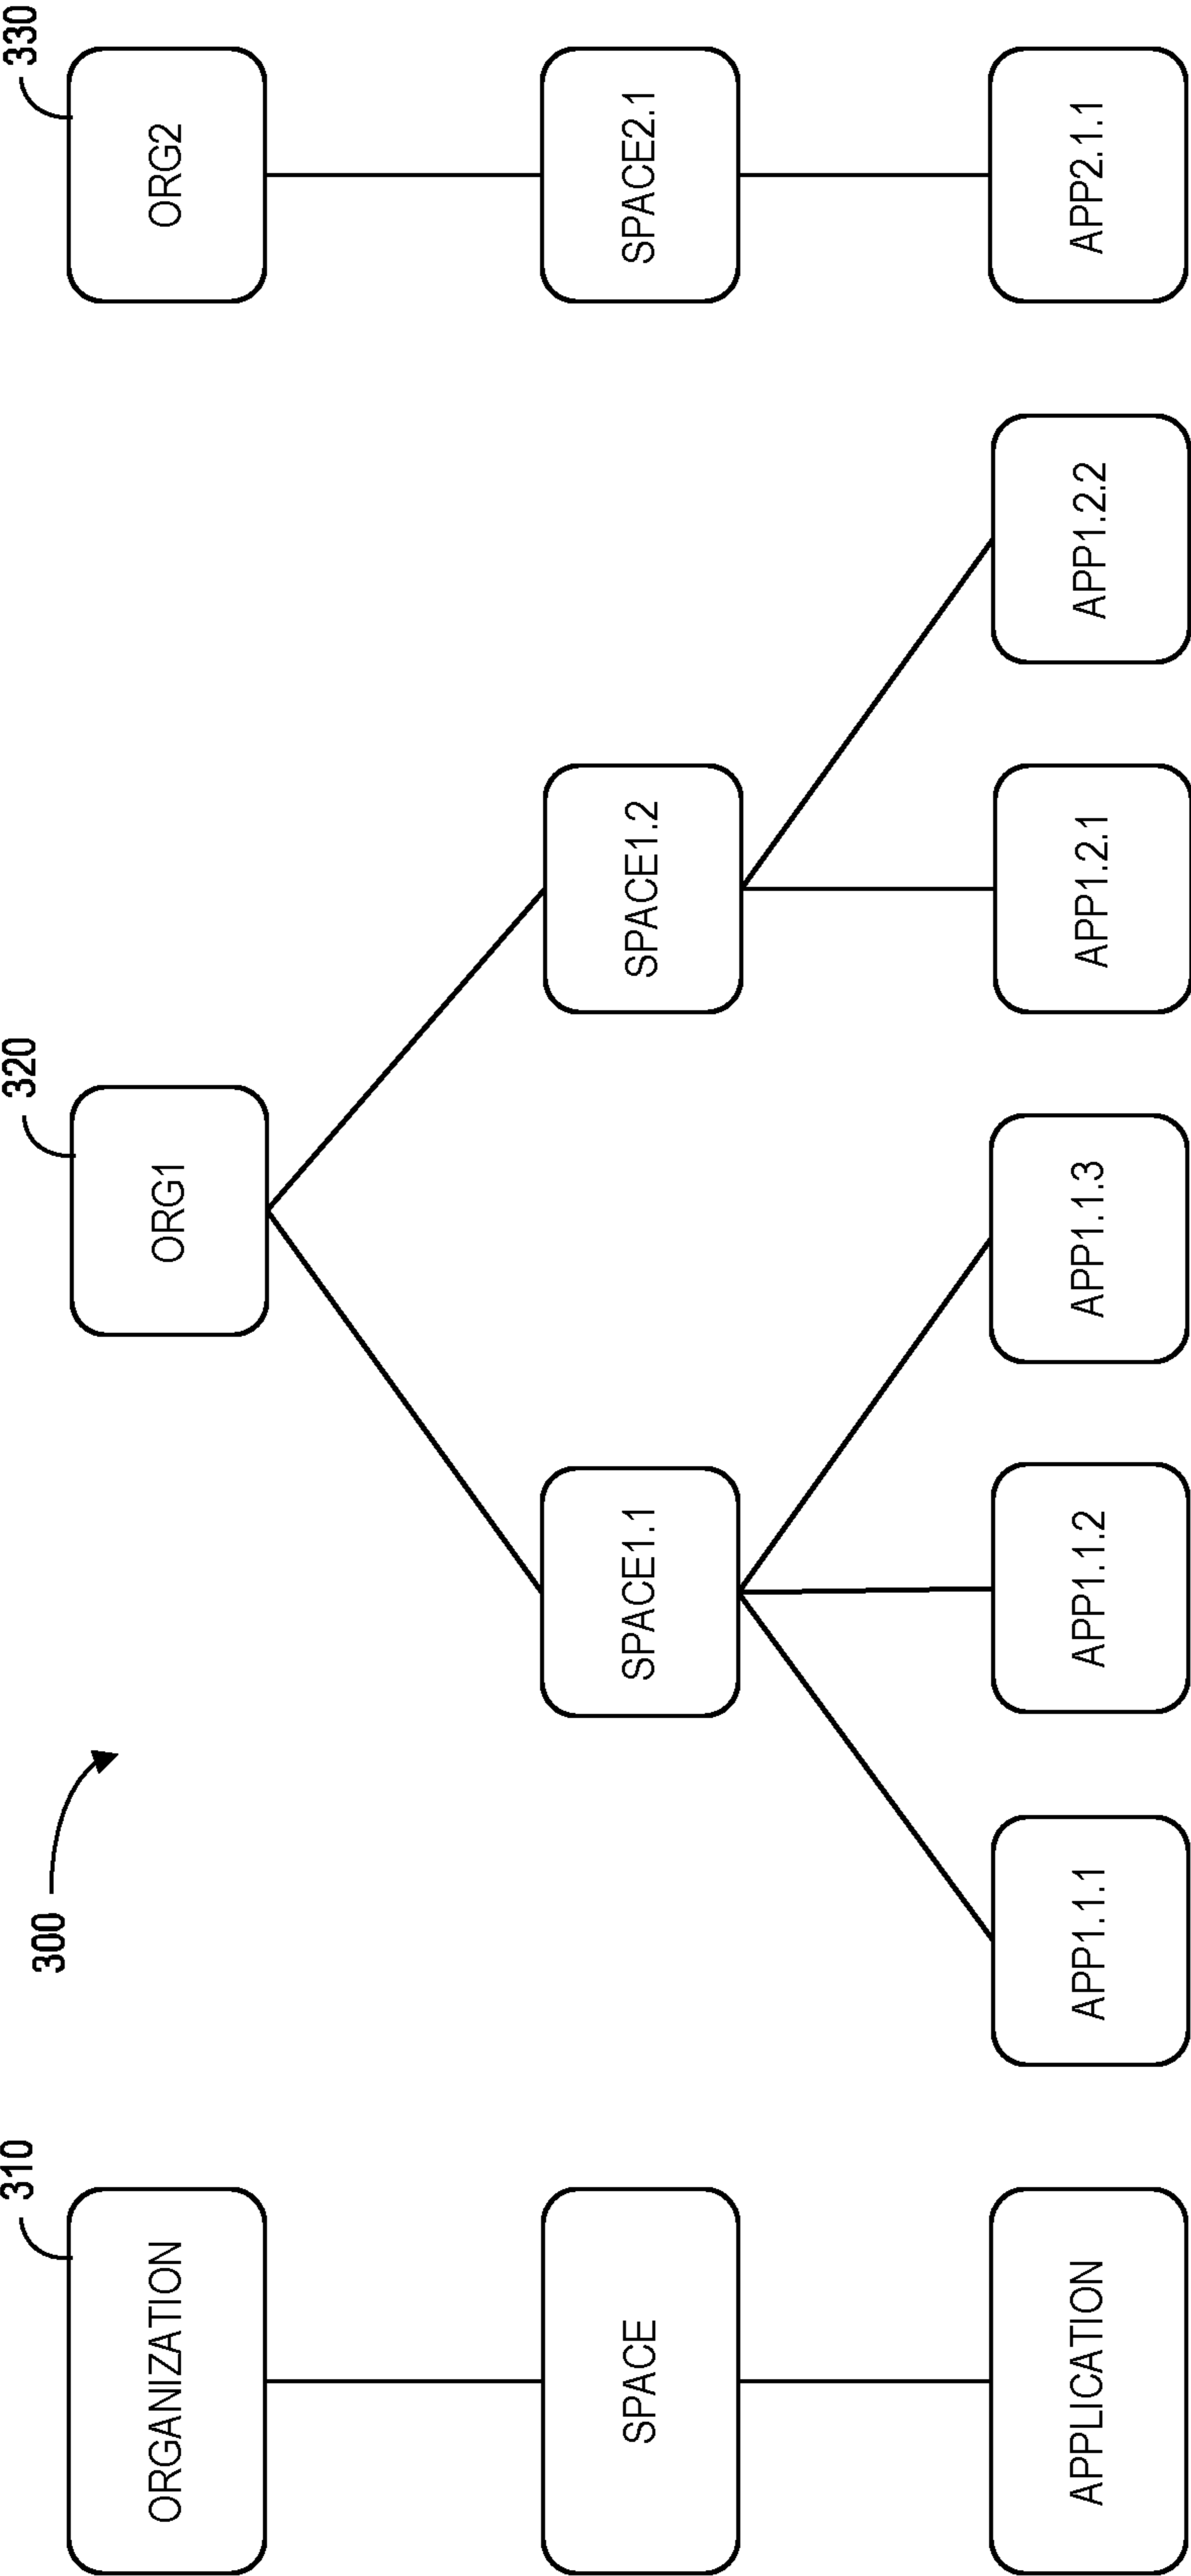 300
310
320
330
ORGANIZATION
ORG1
ORG2
SPACE
SPACE1.1
SPACE1.2
SPACE2.1
APPLICATION
APP1.1.1
APP1.1.2
APP1.1.3
APP1.2.1
APP1.2.2
APP2.1.1